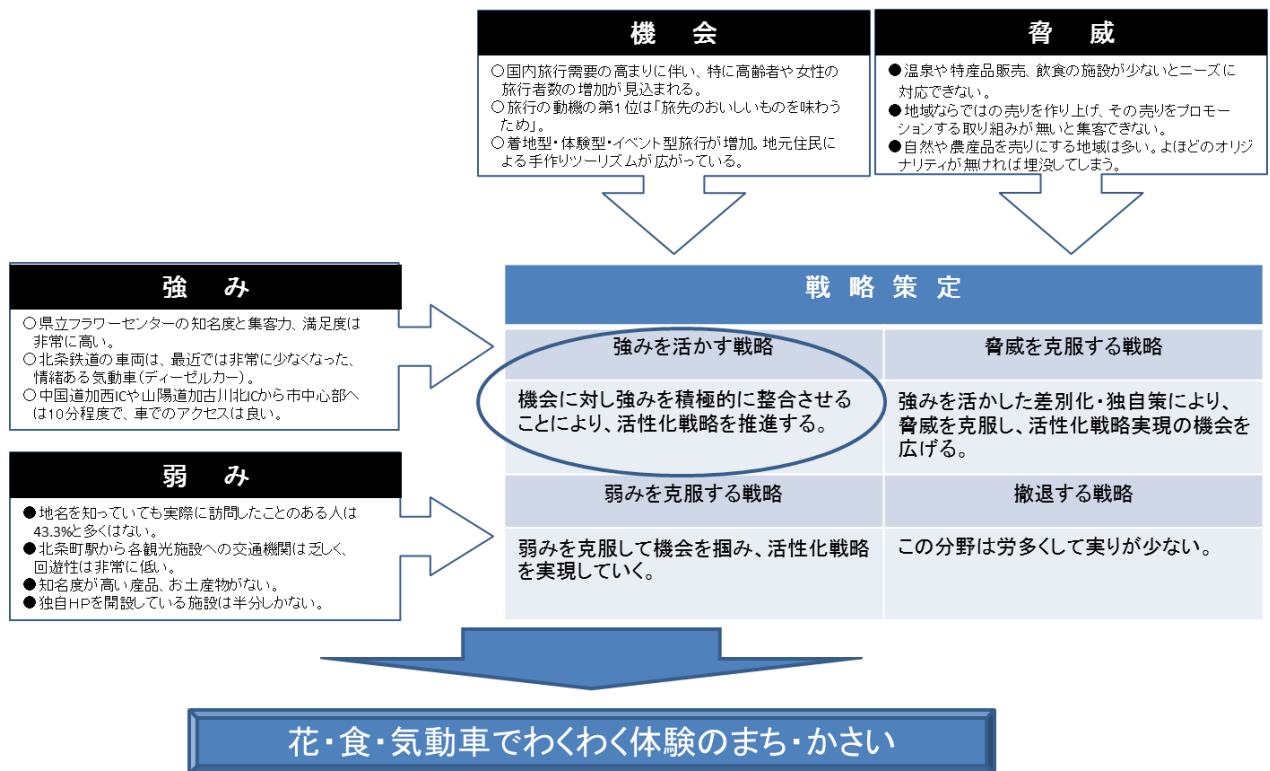 機　会
○国内旅行需要の高まりに伴い、特に高齢者や女性の
旅行者数の増加が見込まれる。
○旅行の動機の第1位は「旅先のおいしいものを味わう
ため」。
○着地型・体験型・イベント型旅行が増加。地元住民に
よる手作りツーリズムが広がっている。
脅　威
●温泉や特産品販売、飲食の施設が少ないとニーズに
対応できない。
●地域ならではの売りを作り上げ、その売りをプロモー
ションする取り組みが無いと集客できない。
●自然や農産品を売りにする地域は多い。よほどのオリジ
ナリティが無ければ埋没してしまう。
強　み
○県立フラワーセンターの知名度と集客力、満足度は
非常に高い。
○北条鉄道の車両は、最近では非常に少なくなった、
情緒ある気動車（ディーゼルカー）。
○中国道加西ICや山陽道加古川北ICから市中心部へ
は10分程度で、車でのアクセスは良い。
弱　み
●地名を知っていても実際に訪問したことのある人は
43.3%と多くはない。
●北条町駅から各観光施設への交通機関は乏しく、
回遊性は非常に低い。
●知名度が高い産品、お土産物がない。
●独自HPを開設している施設は半分しかない。
戦 略 策 定
強みを活かす戦略
脅威を克服する戦略
機会に対し強みを積極的に整合させる
ことにより、活性化戦略を推進する。
強みを活かした差別化・独自策により、
脅威を克服し、活性化戦略実現の機会を
広げる。
弱みを克服する戦略
撤退する戦略
弱みを克服して機会を掴み、活性化戦略
を実現していく。
この分野は労多くして実りが少ない。
花・食・気動車でわくわく体験のまち・かさい